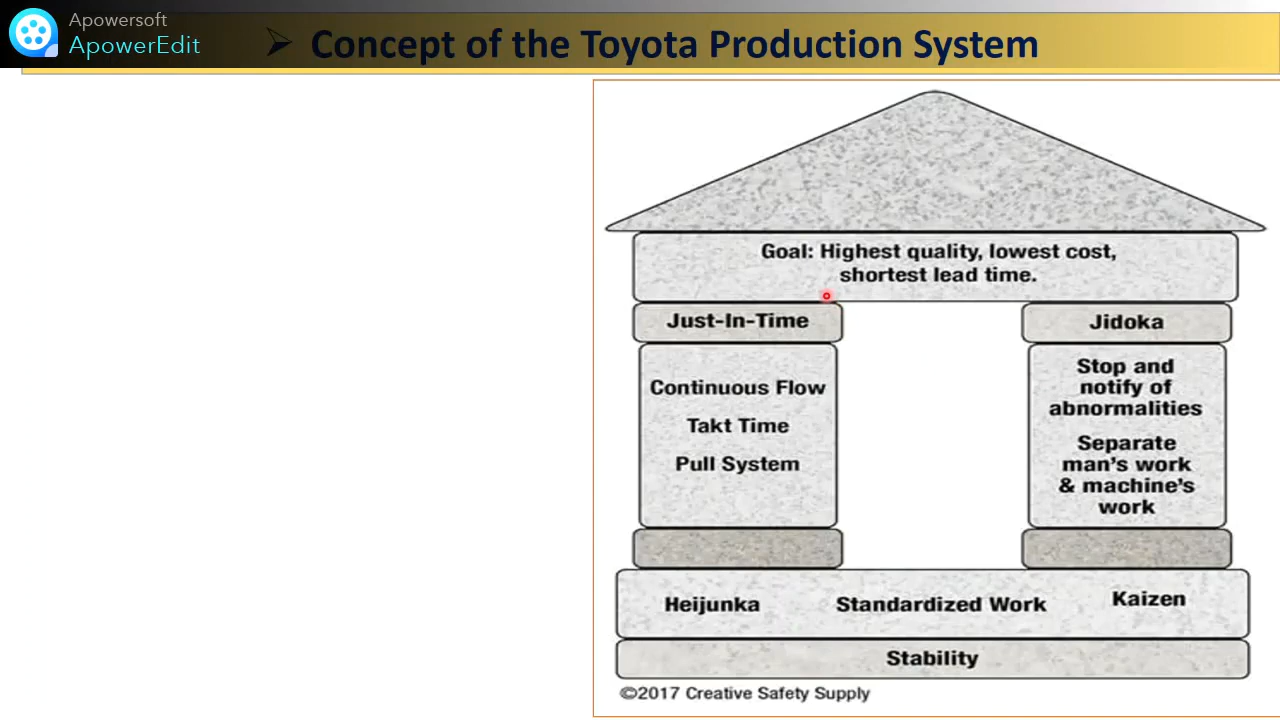 Apowersoft
ApowerEdit
Concept of the Toyota Production System
Goal: Highest quality, lowest cost,
shortest lead time.
Just-In-Time
Continuous Flow
Takt Time
Pull System
Jidoka
Stop and
notify of
abnormalities
Separate
man's work
& machine's
work
Heijunka
Standardized Work
Kaizen
Stability
©2017 Creative Safety Supply